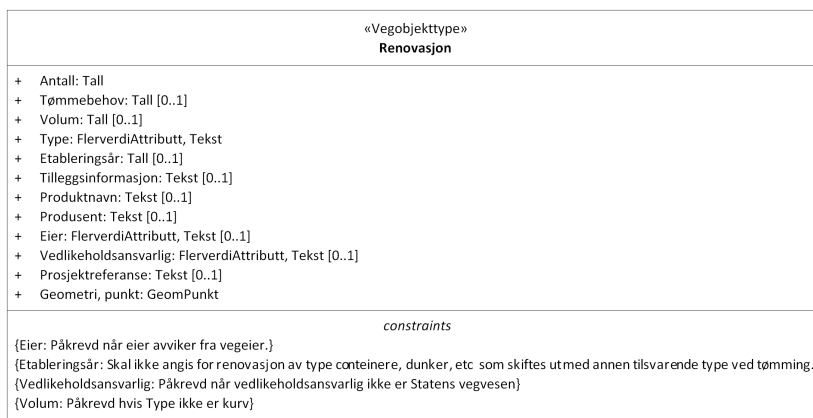 «Vegobjekttype»
Renovasjon
+ Antall: Tall
+ Tømmebehov: Tall [0..1]
+ Volum: Tall [0..1]
+ Type: FlerverdiAttributt, Tekst
+ Etableringsår: Tall [0..1]
+ Tilleggsinformasjon: Tekst [0..1]
+ Produktnavn: Tekst [0..1]
+ Produsent: Tekst [0..1]
+ Eier: FlerverdiAttributt, Tekst [0..1]
+ Vedlikeholdsansvarlig: FlerverdiAttributt, Tekst [0..1]
+ Prosjektreferanse: Tekst [0..1]
+ Geometri, punkt: GeomPunkt
constraints
{Eier: Påkrevd når eier avviker fra vegeier.}
{Etableringsår: Skal ikke angis for renovasjon av type conteinere, dunker, etc som skiftes ut med annen tilsvarende type ved tømming.
{Vedlikeholdsansvarlig: Påkrevd når vedlikeholdsansvarlig ikke er Statens vegvesen}
{Volum: Påkrevd hvis Type ikke er kurv}